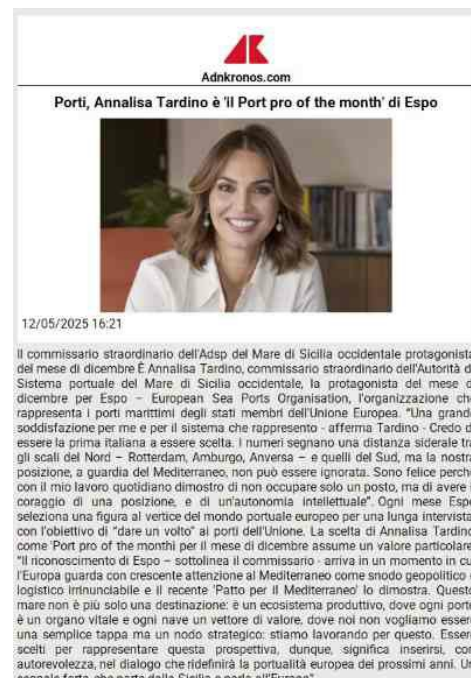 Adnkronos.com
Porti, Annalisa Tardino è 'il Port pro of the month' di Espo
12/05/2025 16:21
Il commissario straordinario dell'Adsp del Mare di Sicilia occidentale protagonista
del mese di dicembre È Annalisa Tardino, commissario straordinario dell'Autorità d
Sistema portuale del Mare di Sicilia occidentale, la protagonista del mese d
dicembre per Espo – European Sea Ports Organisation, l'organizzazione che
rappresenta i porti marittimi degli stati membri dell'Unione Europea. "Una grand
soddisfazione per me e per il sistema che rappresento - afferma Tardino - Credo d
essere la prima italiana a essere scelta. I numeri segnano una distanza siderale tra
gli scali del Nord – Rotterdam, Amburgo, Anversa – e quelli del Sud, ma la nostra
posizione, a guardia del Mediterraneo, non può essere ignorata. Sono felice perch
con il mio lavoro quotidiano dimostro di non occupare solo un posto, ma di avere i
coraggio di una posizione, e di un'autonomia intellettuale". Ogni mese Espo
seleziona una figura al vertice del mondo portuale europeo per una lunga intervista
con l'obiettivo di "dare un volto" ai porti dell'Unione. La scelta di Annalisa Tardino
come 'Port pro of the monthi per il mese di dicembre assume un valore particolare
"Il riconoscimento di Espo – sottolinea il commissario - arriva in un momento in cu
l'Europa guarda con crescente attenzione al Mediterraneo come snodo geopolitico e
logistico irrinunciabile e il recente 'Patto per il Mediterraneo' lo dimostra. Questo
mare non è più solo una destinazione: è un ecosistema produttivo, dove ogni porto
è un organo vitale e ogni nave un vettore di valore, dove noi non vogliamo essere
una semplice tappa ma un nodo strategico: stiamo lavorando per questo. Essere
scelti per rappresentare questa prospettiva, dunque, significa inserirsi, con
autorevolezza, nel dialogo che ridefinirà la portualità europea dei prossimi anni. Un
segnale forte, che parte dalla Sicilia e parla all'Europa"